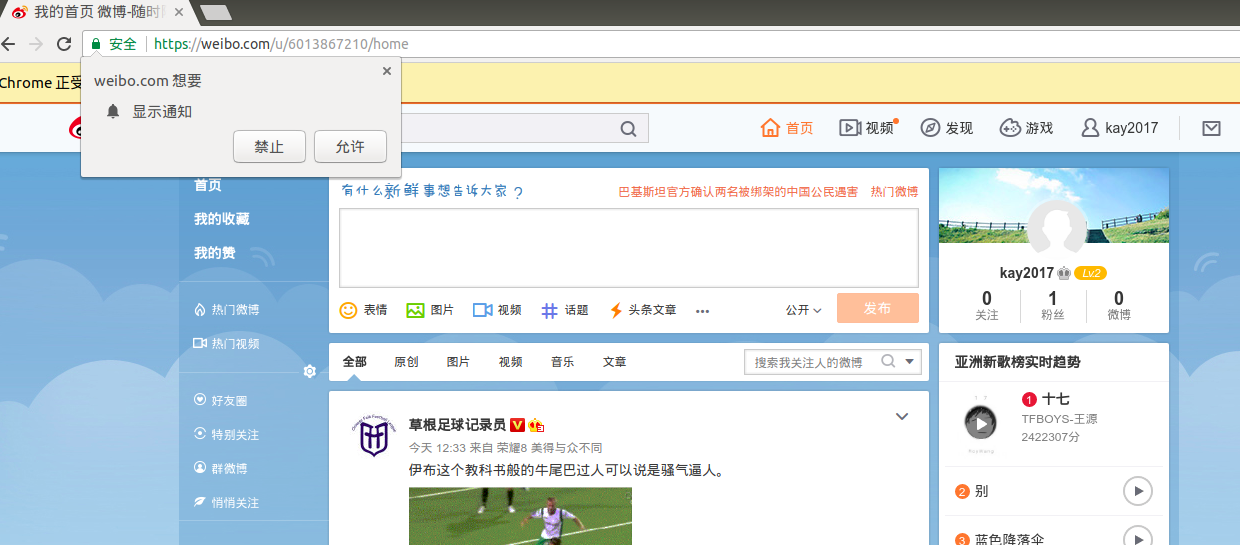 我的首页 微博-随时
安全
https://weibo.com/u/6013867210/home
Chrome 正受
weibo.com 想要
显示通知
禁止
允许
首页
视频
发现
游戏
kay2017
首页
我的收藏
我的赞
热门微博
热门视频
好友圈
特别关注
群微博
悄悄关注
有什么新鲜事想告诉大家？
巴基斯坦官方确认两名被绑架的中国公民遇害
热门微博
表情
图片
视频
话题
头条文章
公开
发布
全部
原创
图片
视频
音乐
文章
搜索我关注人的微博
草根足球记录员
今天 12:33 来自 荣耀8 美得与众不同
伊布这个教科书般的牛尾巴过人可以说是骚气逼人。
kay2017
Lv.2
0
关注
1
粉丝
0
微博
亚洲新歌榜实时趋势
1 十七
TFBOYS-王源
2422307分
2 别
3 蓝色降落伞